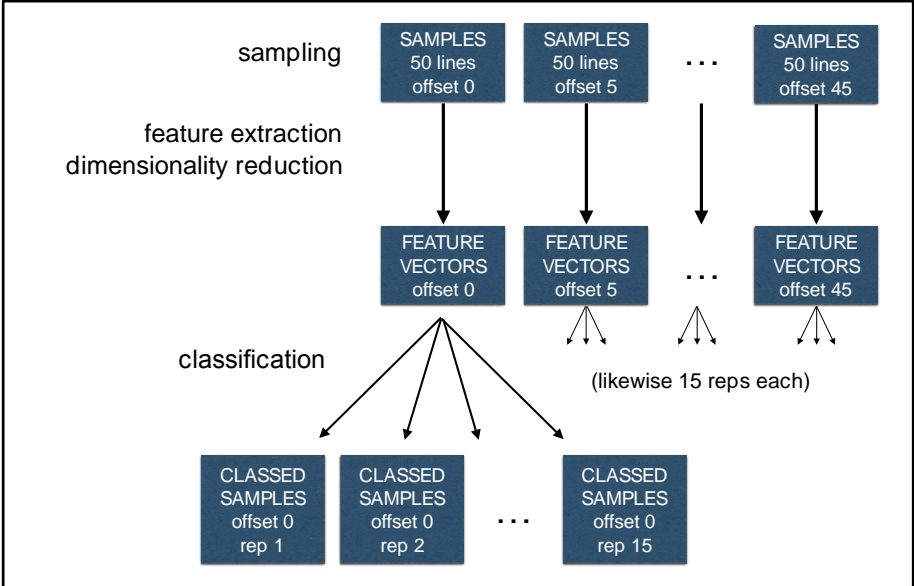 sampling
SAMPLES
50 lines
offset 0
SAMPLES
50 lines
offset 5
...
SAMPLES
50 lines
offset 45
feature extraction
dimensionality reduction
FEATURE
VECTORS
offset 0
FEATURE
VECTORS
offset 5
...
FEATURE
VECTORS
offset 45
classification
(likewise 15 reps each)
CLASSED
SAMPLES
offset 0
rep 1
CLASSED
SAMPLES
offset 0
rep 2
...
CLASSED
SAMPLES
offset 0
rep 15